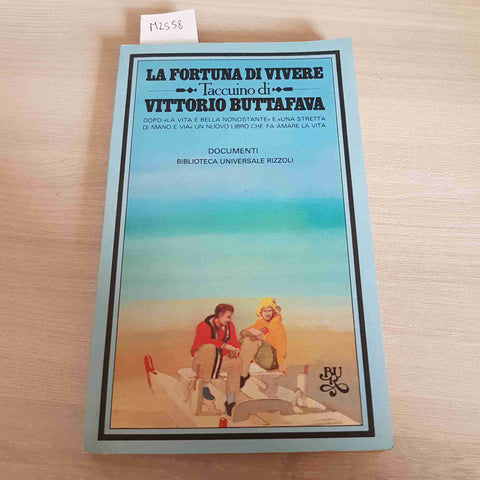 M2558
LA FORTUNA DI VIVERE
Taccuino di
VITTORIO BUTTAFAVA
DOPO «LA VITA È BELLA NONOSTANTE» E «UNA STRETTA
DI MANO E VIA» UN NUOVO LIBRO CHE FA AMARE LA VITA
DOCUMENTI
BIBLIOTECA UNIVERSALE RIZZOLI
BUR